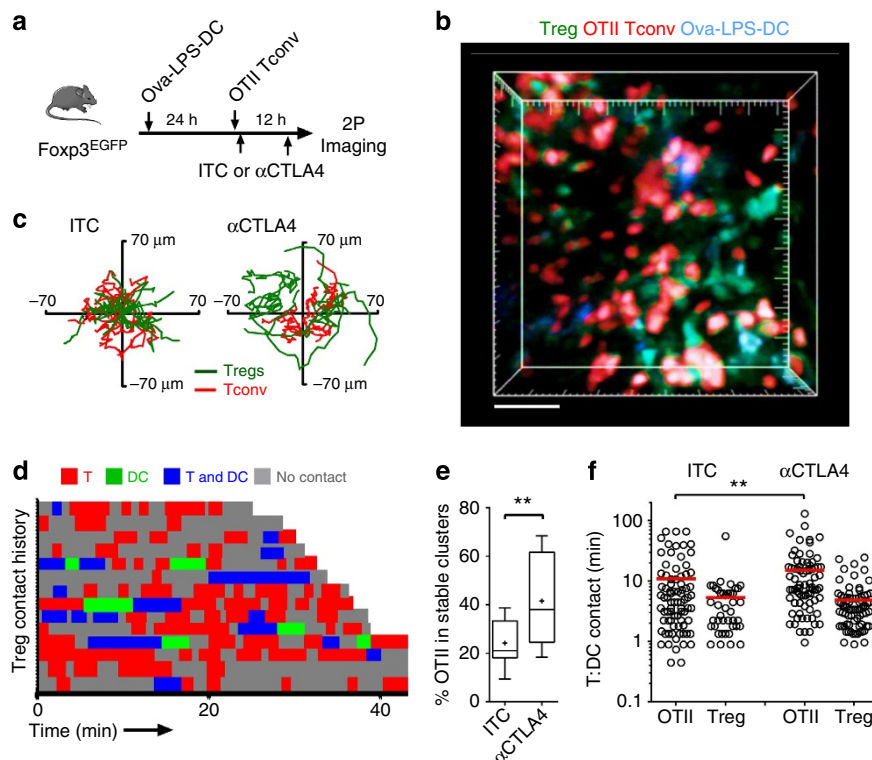 a
Ova-LPS-DC
OTII Tconv
24 h
12 h
2P
Imaging
Foxp3EGFP
ITC or αCTLA4
b
Treg OTII Tconv Ova-LPS-DC
c
ITC
αCTLA4
70 μm
70 μm
–70
70
–70
70
–70 μm
–70 μm
Tregs
Tconv
d
T
DC
T and DC
No contact
Treg contact history
0
20
40
Time (min)
e
% OTII in stable clusters
80
60
40
20
0
**
ITC
αCTLA4
f
ITC
αCTLA4
**
T:DC contact (min)
100
10
1
0.1
OTII
Treg
OTII
Treg